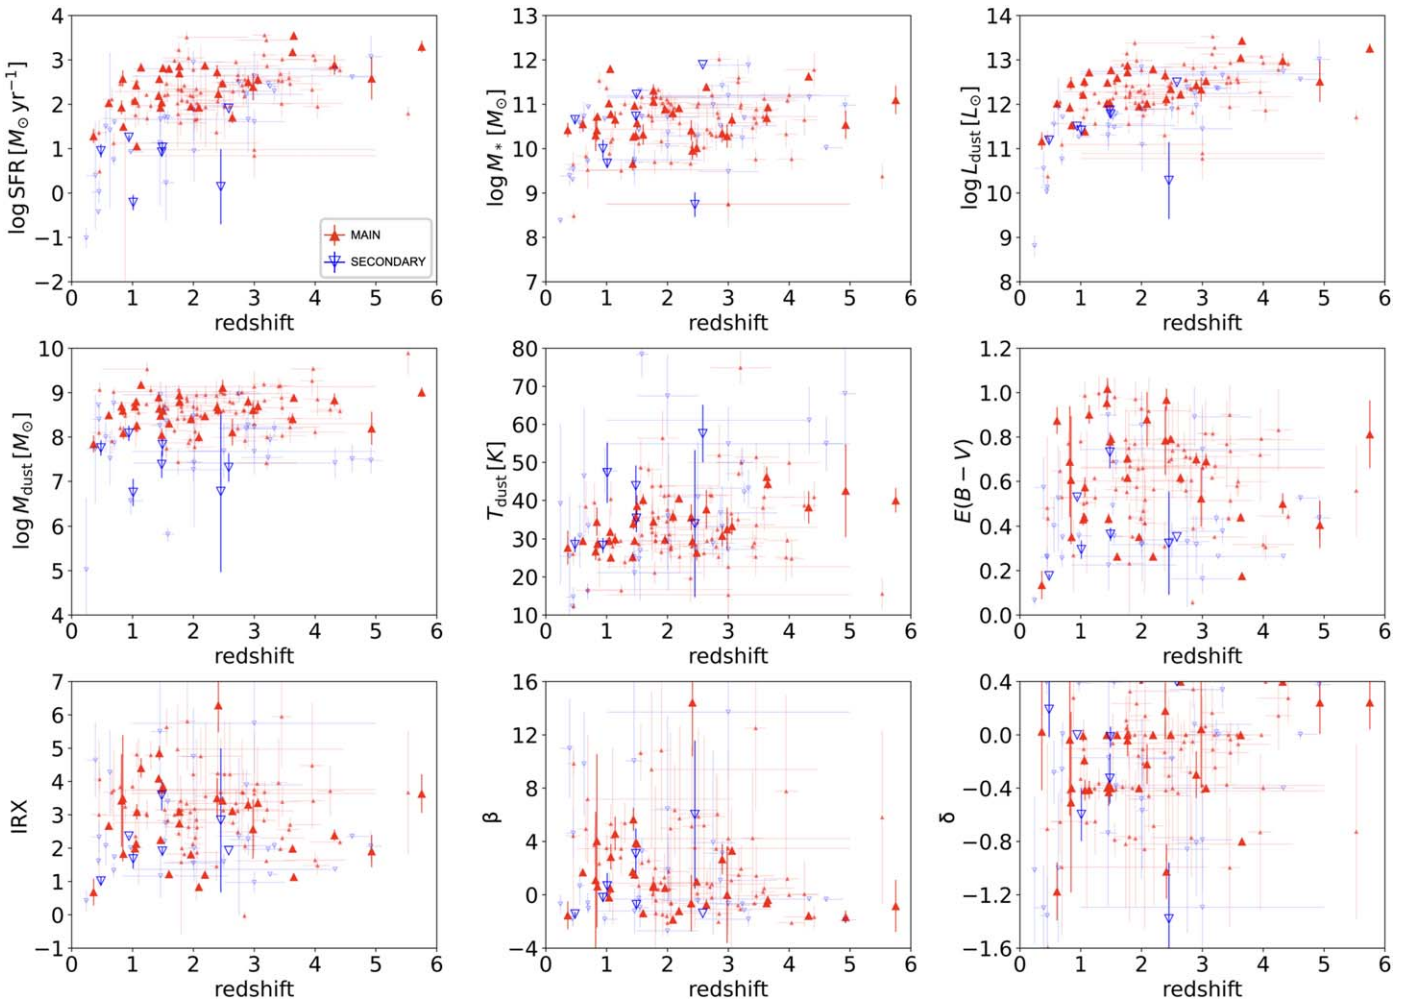 4 13 14
3 12 13
2 11 12
1 10 11
0 9 10
−1 8 9
−2 7 8
log SFR [M⊙ yr⁻¹] log M* [M⊙] log L_dust [L⊙]
MAIN
SECONDARY
0 1 2 3 4 5 6 0 1 2 3 4 5 6 0 1 2 3 4 5 6
redshift redshift redshift
10 80 1.2
9 70 1.0
8 60 0.8
7 50 0.6
6 40 0.4
5 30 0.2
4 20 0.0
10
log M_dust [M⊙] T_dust [K] E(B − V)
0 1 2 3 4 5 6 0 1 2 3 4 5 6 0 1 2 3 4 5 6
redshift redshift redshift
7 16 0.4
6 12 0.0
5 8 −0.4
4 4 −0.8
3 0 −1.2
2 −4 −1.6
1
0
−1
IRX β δ
0 1 2 3 4 5 6 0 1 2 3 4 5 6 0 1 2 3 4 5 6
redshift redshift redshift